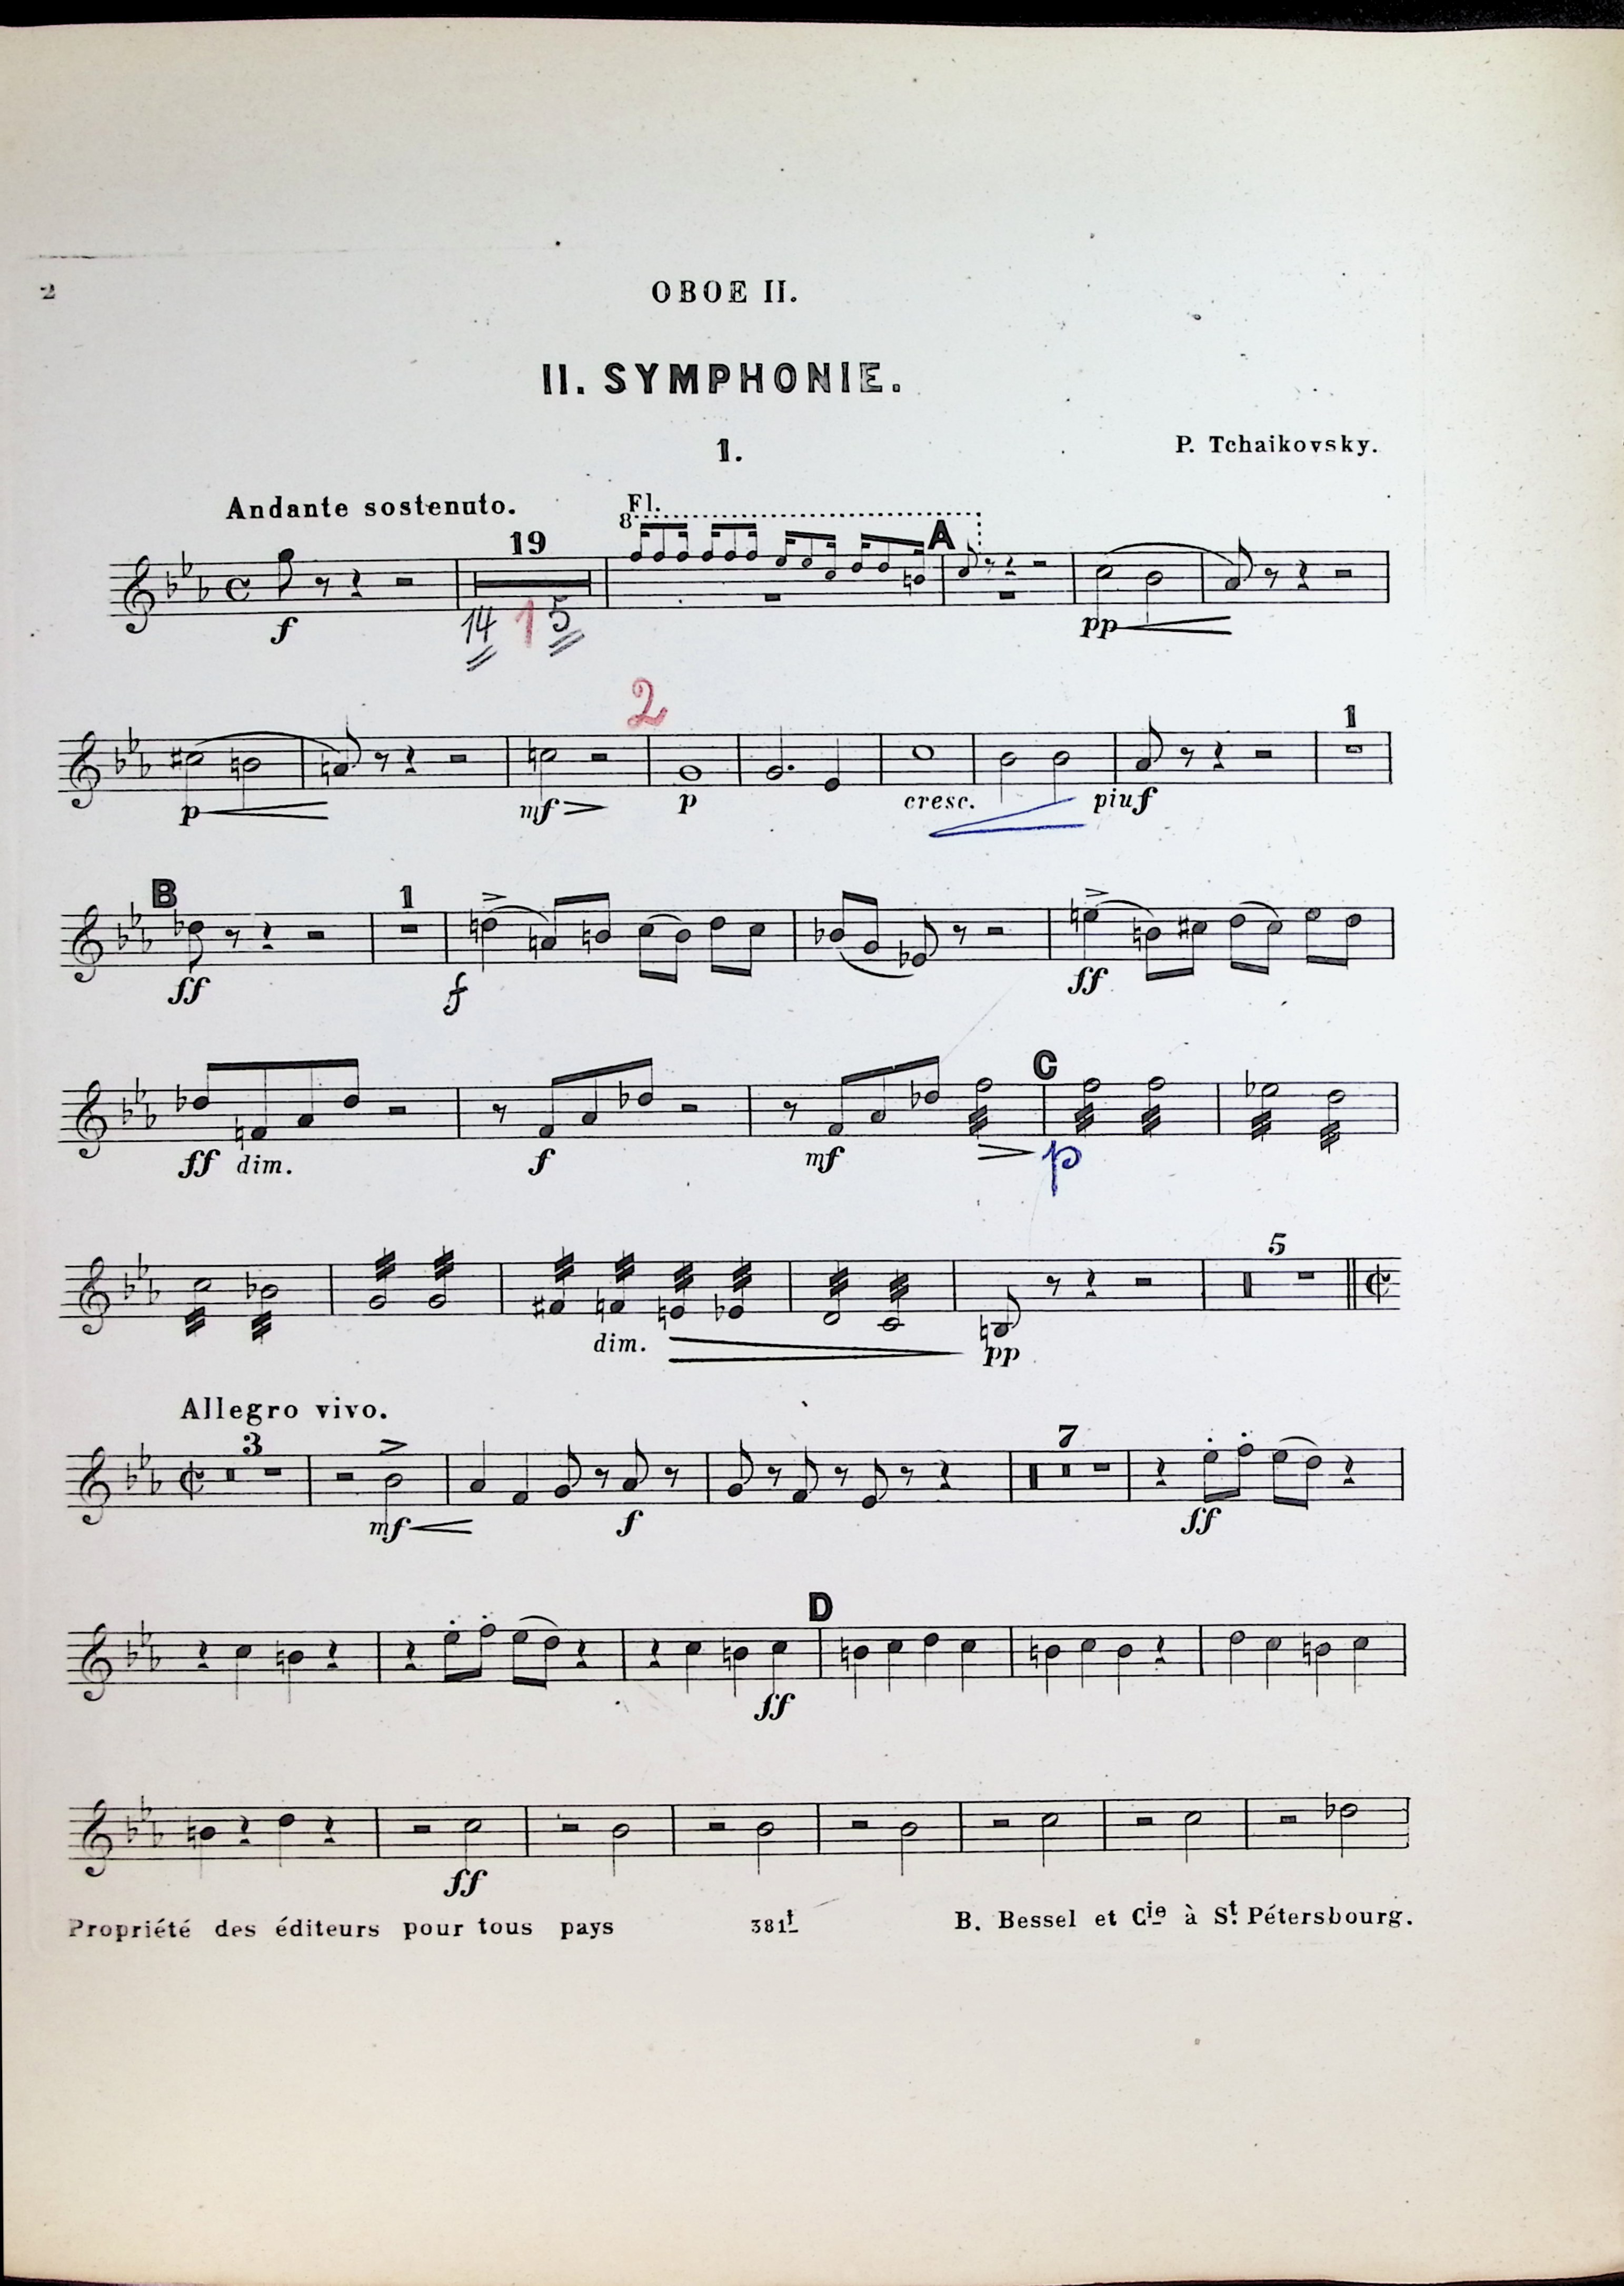 2
OBOE II.
II. SYMPHONIE.
1.
P. Tchaikovsky.
Andante sostenuto.
Fl.
8
19
A
f
14 1 5
pp
2
1
p
mf
p
cresc.
piu f
B
1
ff
f
ff
C
ff dim.
f
mf
p
5
dim.
pp
Allegro vivo.
3
7
mf
f
ff
D
ff
ff
Propriété des éditeurs pour tous pays
381t
B. Bessel et Cie à St. Pétersbourg.